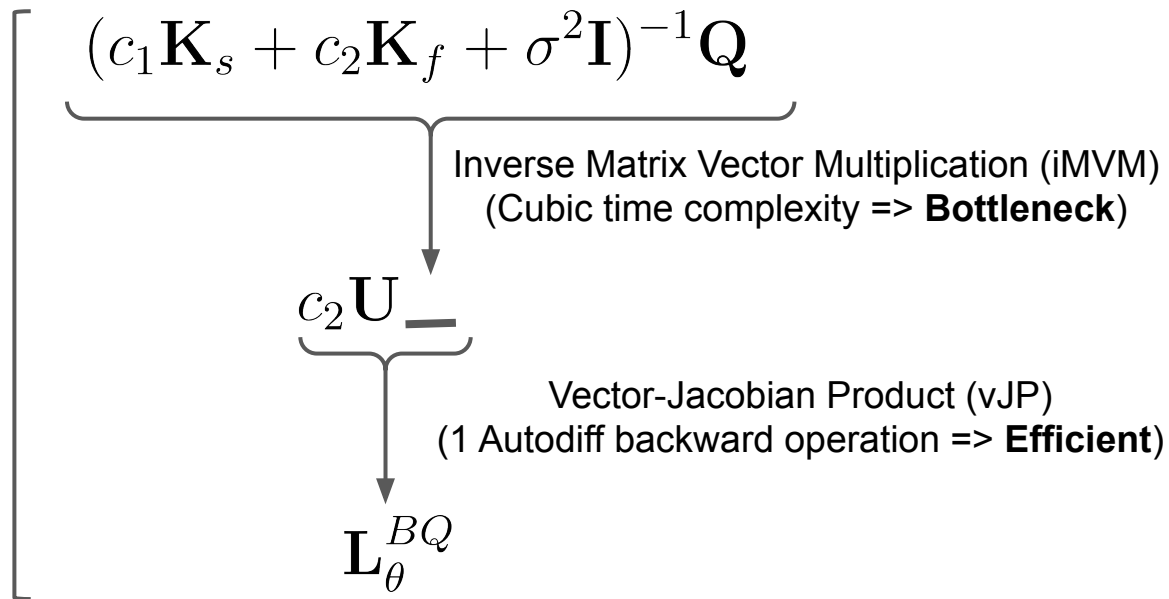 (c₁K_s + c₂K_f + σ²I)⁻¹Q
Inverse Matrix Vector Multiplication (iMVM)
(Cubic time complexity => Bottleneck)
c₂U_
Vector-Jacobian Product (vJP)
(1 Autodiff backward operation => Efficient)
L_θ^{BQ}